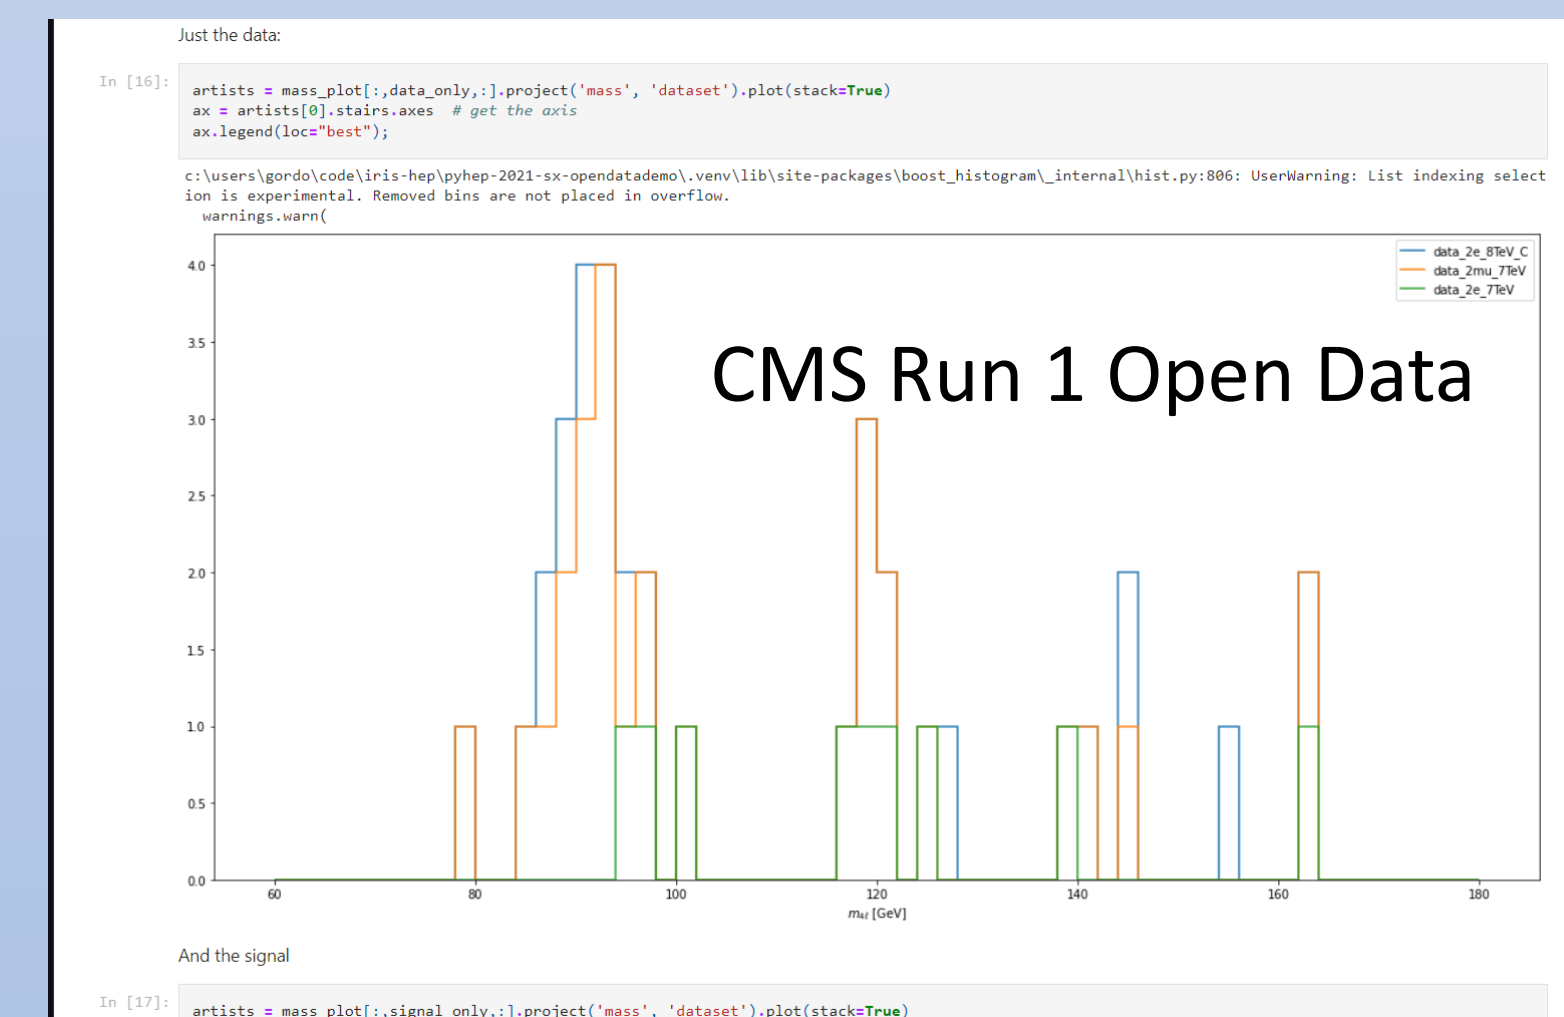 Just the data:
In [16]:
artists = mass_plot[:,data_only,:].project('mass', 'dataset').plot(stack=True)
ax = artists[0].stairs.axes  # get the axis
ax.legend(loc="best");
c:\users\gordo\code\iris-hep\pyhep-2021-sx-opendatademo\.venv\lib\site-packages\boost_histogram\_internal\hist.py:806: UserWarning: List indexing select
ion is experimental. Removed bins are not placed in overflow.
  warnings.warn(
data_2e_8TeV_C
data_2mu_7TeV
data_2e_7TeV
CMS Run 1 Open Data
4.0
3.5
3.0
2.5
2.0
1.5
1.0
0.5
0.0
60 80 100 120 140 160 180
m4ℓ [GeV]
And the signal
In [17]:
artists = mass_plot[:,signal_only,:].project('mass', 'dataset').plot(stack=True)